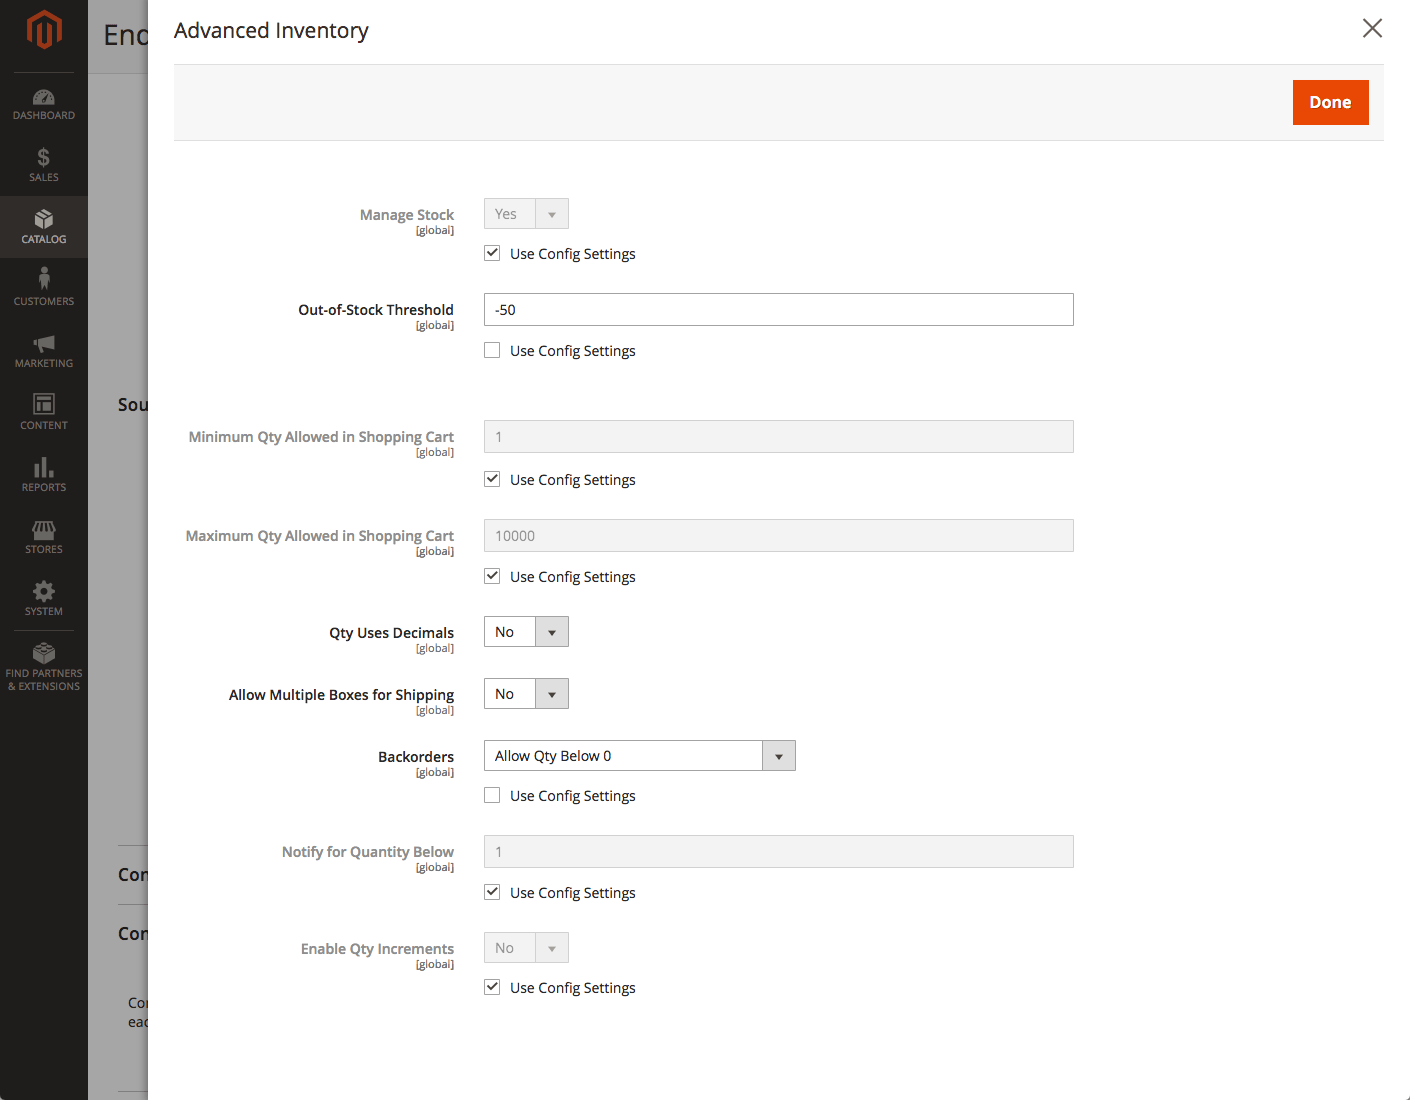 End
Advanced Inventory
Done
DASHBOARD
SALES
CATALOG
CUSTOMERS
MARKETING
CONTENT
REPORTS
STORES
SYSTEM
FIND PARTNERS
& EXTENSIONS
Sou
Con
Con
Con
eac
Manage Stock
[global]
Yes
Use Config Settings
Out-of-Stock Threshold
[global]
-50
Use Config Settings
Minimum Qty Allowed in Shopping Cart
[global]
1
Use Config Settings
Maximum Qty Allowed in Shopping Cart
[global]
10000
Use Config Settings
Qty Uses Decimals
[global]
No
Allow Multiple Boxes for Shipping
[global]
No
Backorders
[global]
Allow Qty Below 0
Use Config Settings
Notify for Quantity Below
[global]
1
Use Config Settings
Enable Qty Increments
[global]
No
Use Config Settings